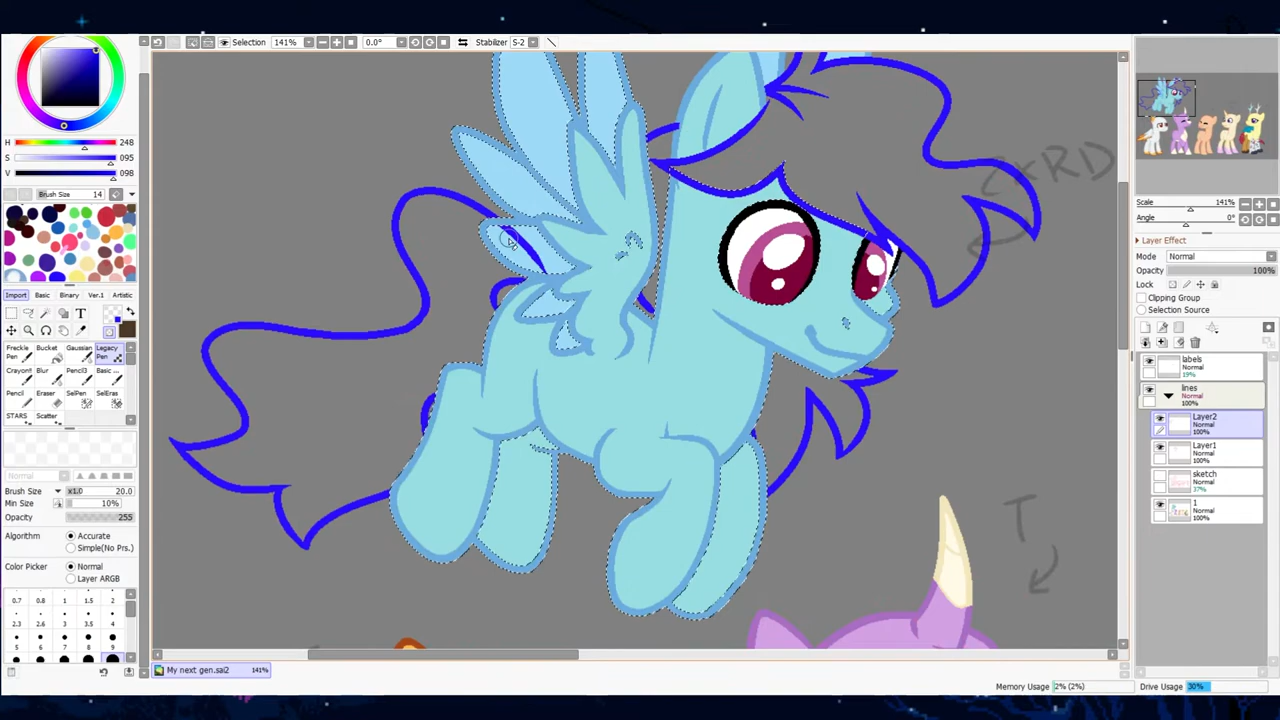 Selection 141% 0.0° Stabilizer S-2
H 248
S 095
V 098
Brush Size 14
Import Basic Binary Ver.1 Artistic
Freckle Pen Bucket Gaussian Legacy Pen
Crayon! Blur Pencil3 Basic ...
Pencil Eraser SelPen SelEras
STARS Scatter
Normal
Brush Size x1.0 20.0
Min Size 10%
Opacity 255
Algorithm Accurate
Simple(No Prs.)
Color Picker Normal
Layer ARGB
0.7 0.8 1 1.5 2
2.3 2.6 3 3.5 4
5 6 7 8 9
T
My next gen.sai2 141%
Scale 141%
Angle 0°
Layer Effect
Mode Normal
Opacity 100%
Lock
Clipping Group
Selection Source
labels
Normal
19%
lines
Normal
100%
Layer2
Normal
100%
Layer1
Normal
100%
sketch
Normal
37%
1
Normal
100%
Memory Usage 2% (2%) Drive Usage 30%